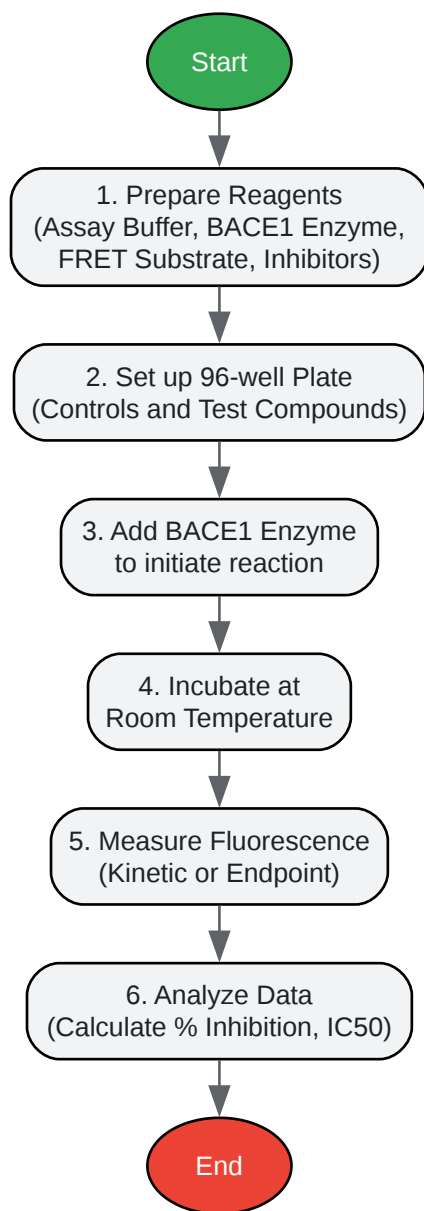 Start
1. Prepare Reagents
(Assay Buffer, BACE1 Enzyme,
FRET Substrate, Inhibitors)
2. Set up 96-well Plate
(Controls and Test Compounds)
3. Add BACE1 Enzyme
to initiate reaction
4. Incubate at
Room Temperature
5. Measure Fluorescence
(Kinetic or Endpoint)
6. Analyze Data
(Calculate % Inhibition, IC50)
End